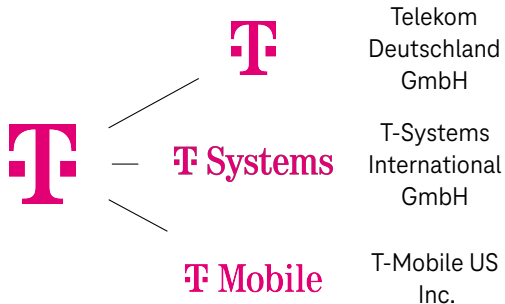 T
T
Telekom
Deutschland
GmbH
T Systems
T-Systems
International
GmbH
T Mobile
T-Mobile US
Inc.